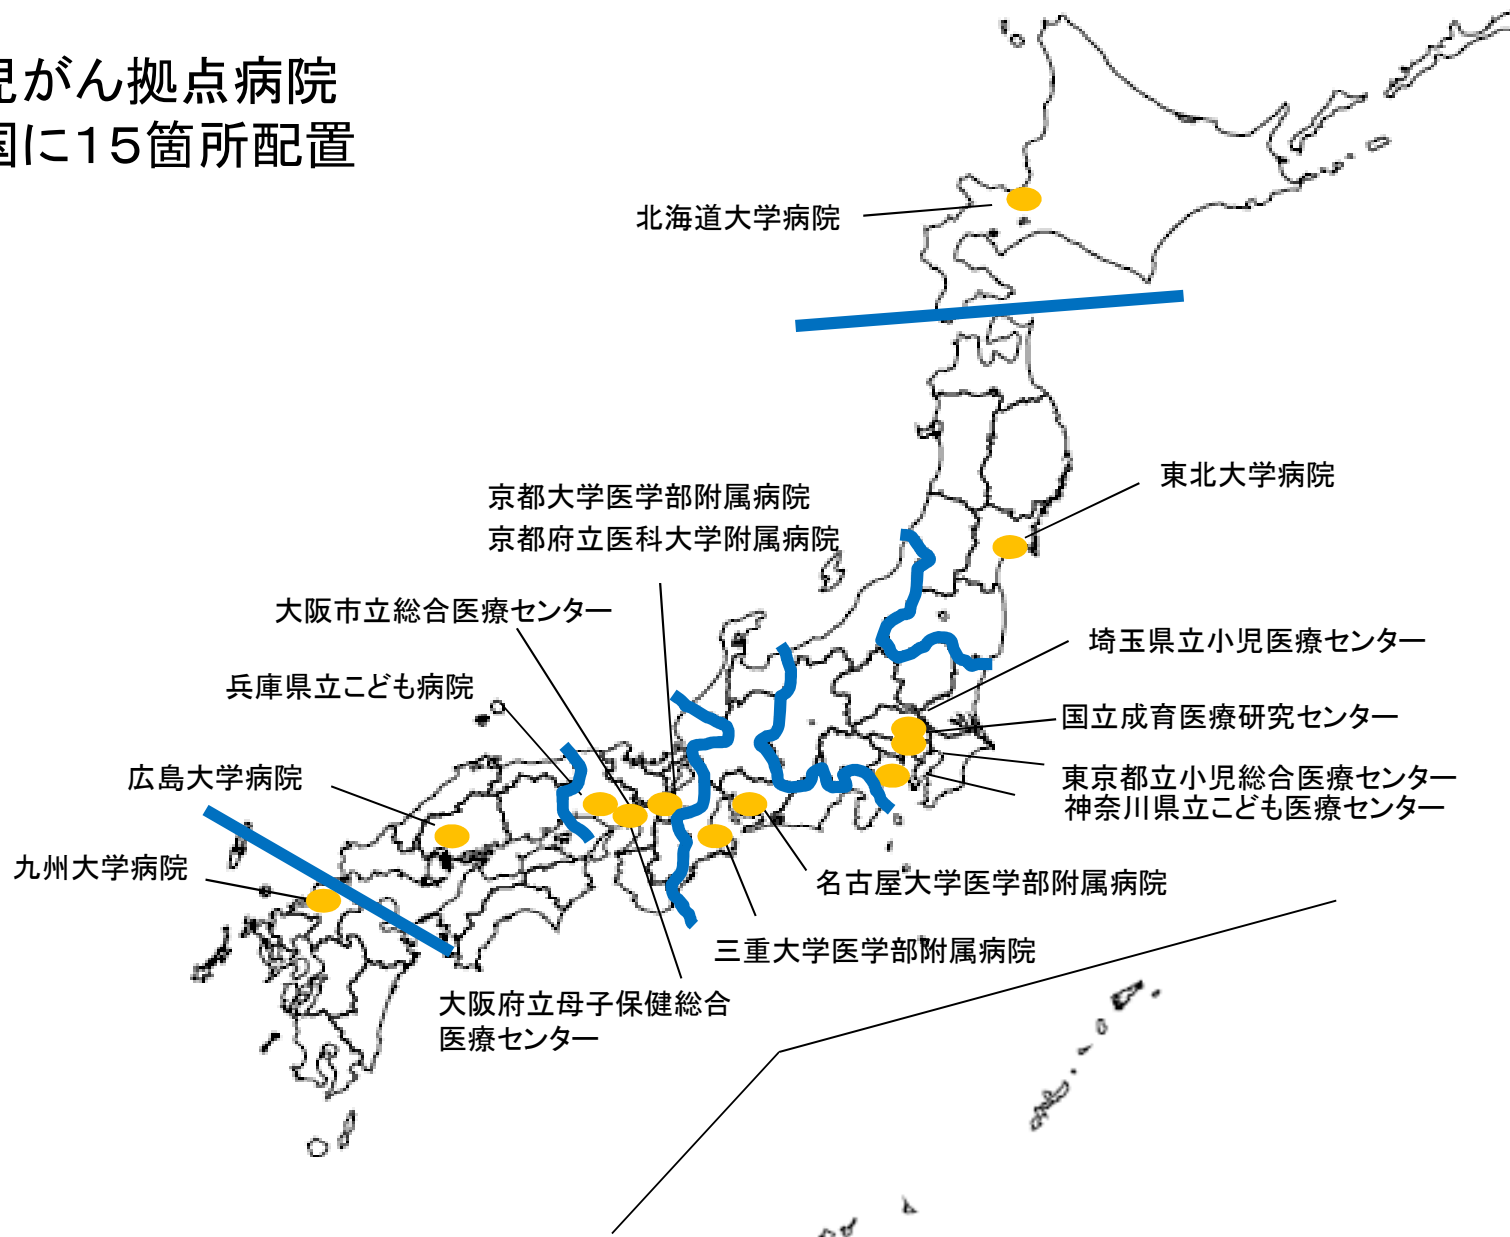 児がん拠点病院
国に15箇所配置
北海道大学病院
東北大学病院
京都大学医学部附属病院
京都府立医科大学附属病院
大阪市立総合医療センター
埼玉県立小児医療センター
兵庫県立こども病院
国立成育医療研究センター
広島大学病院
東京都立小児総合医療センター
神奈川県立こども医療センター
九州大学病院
名古屋大学医学部附属病院
三重大学医学部附属病院
大阪府立母子保健総合
医療センター